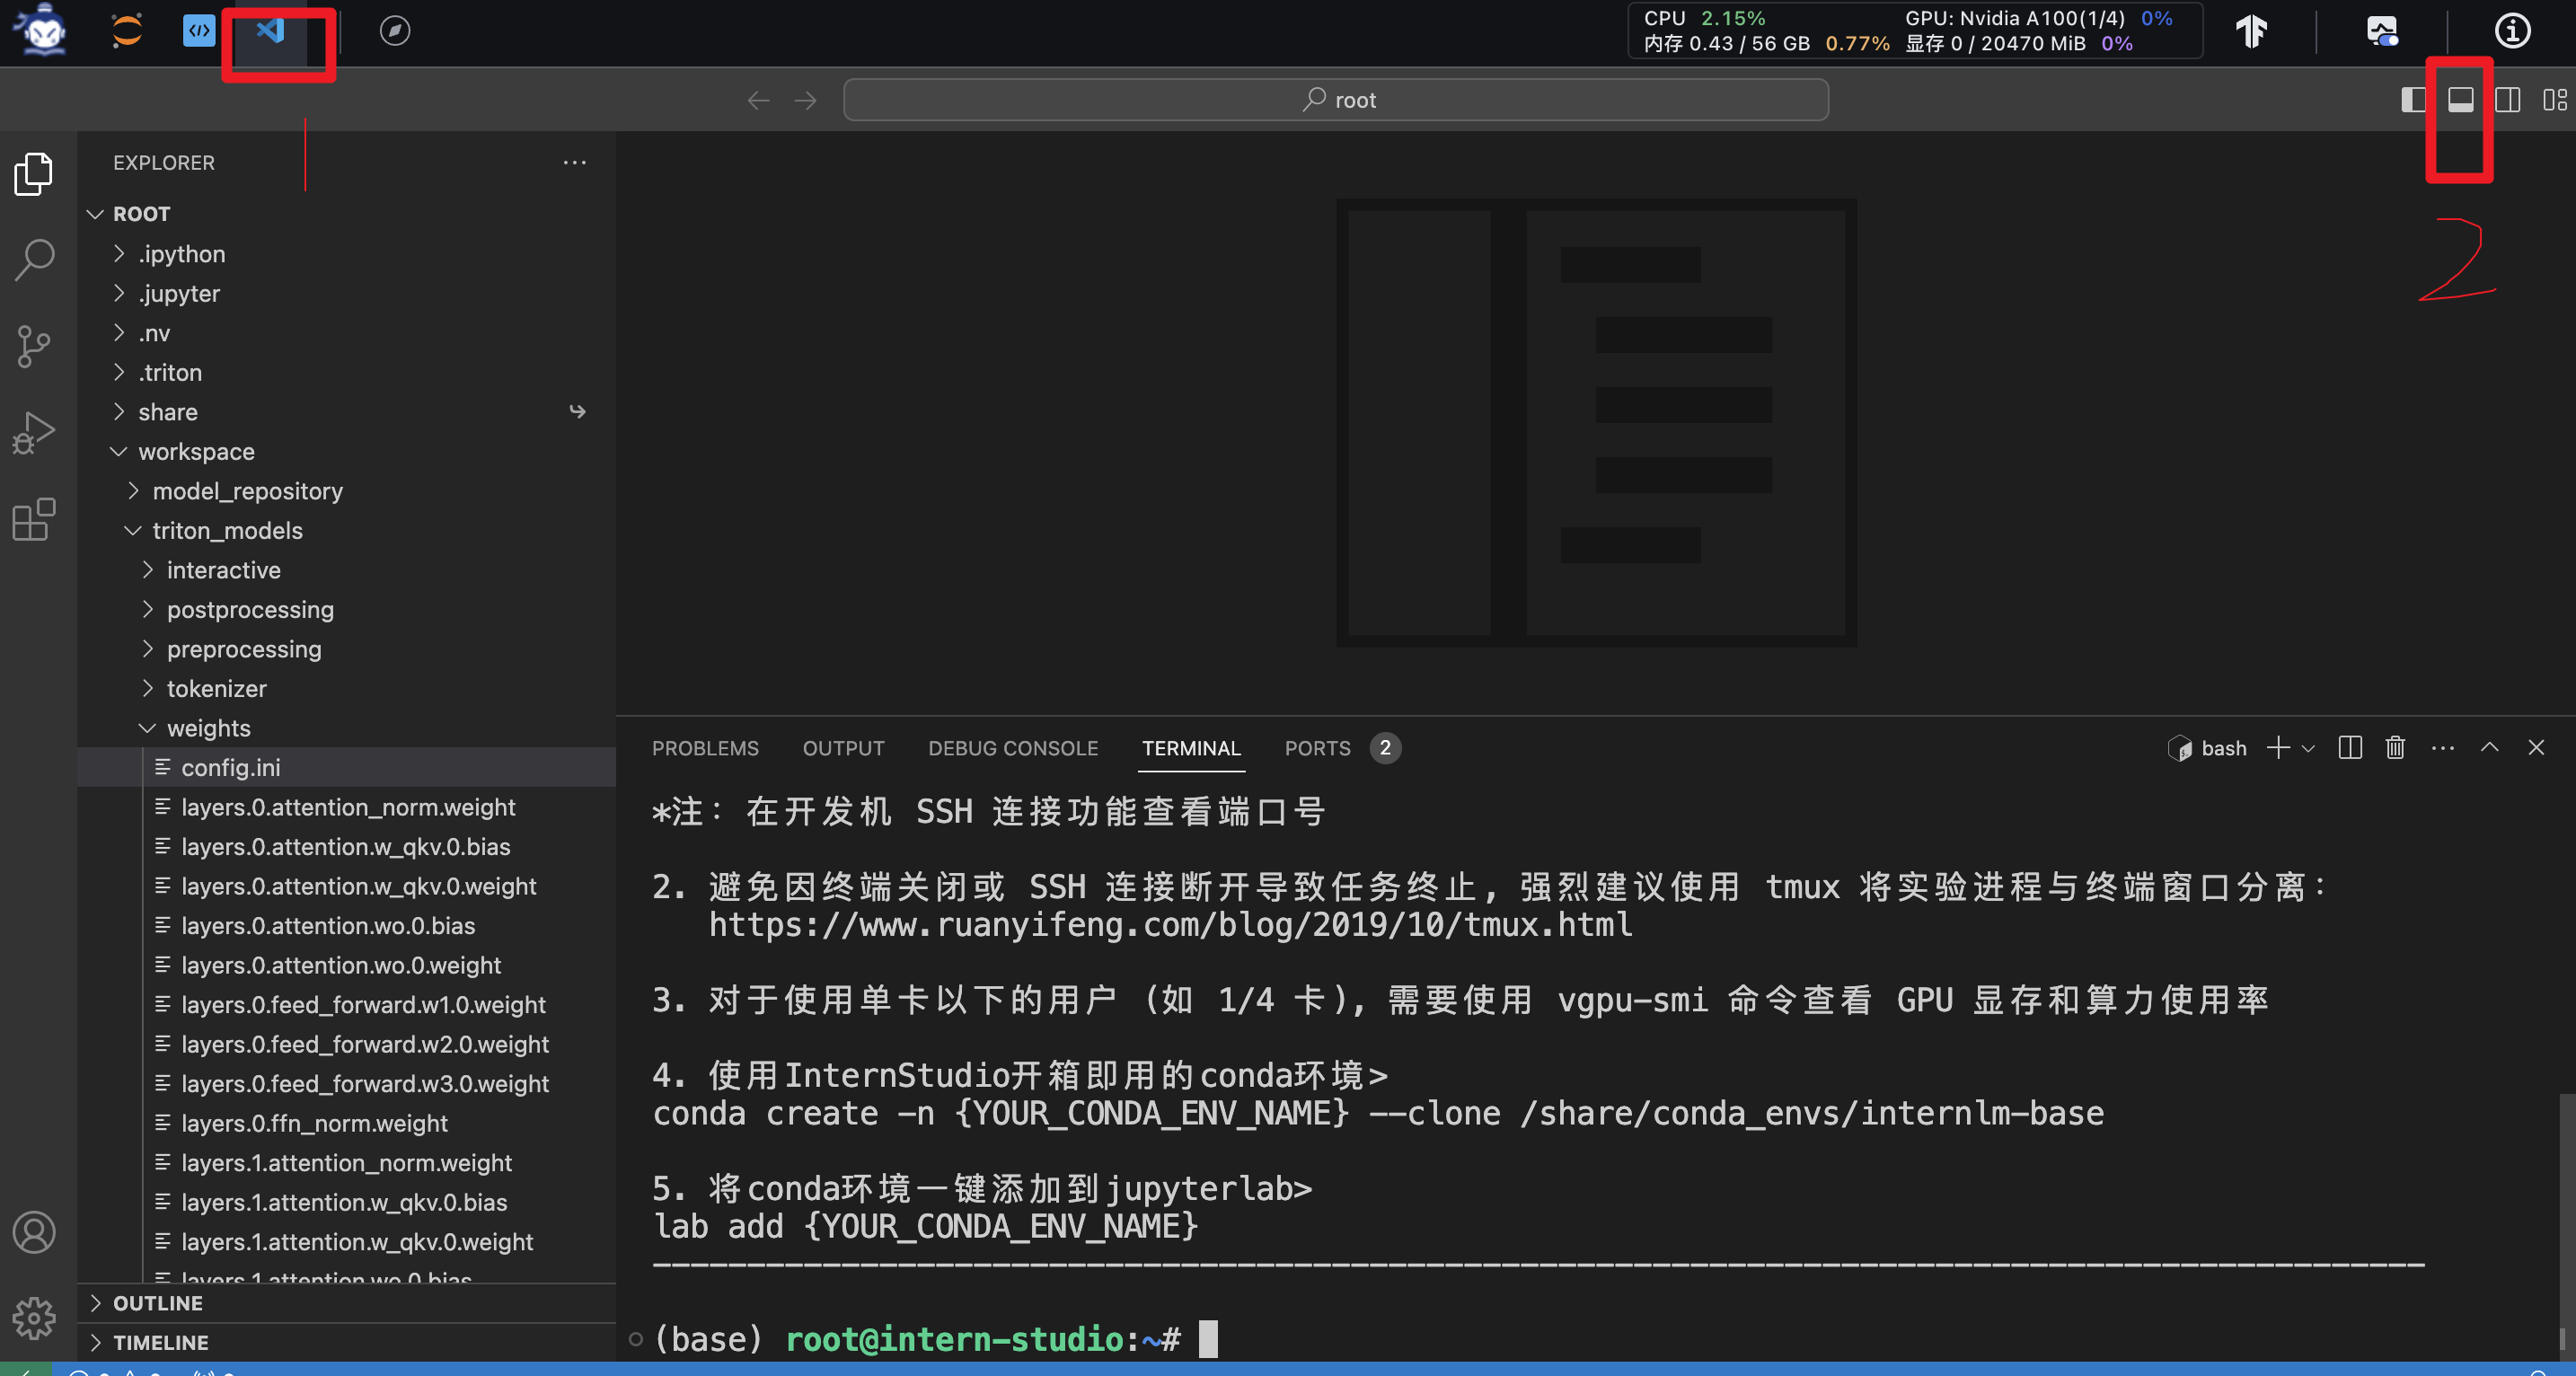 CPU 2.15% GPU: Nvidia A100(1/4) 0%
内存 0.43 / 56 GB 0.77% 显存 0 / 20470 MiB 0%
root
1
2
EXPLORER
ROOT
.ipython
.jupyter
.nv
.triton
share
workspace
model_repository
triton_models
interactive
postprocessing
preprocessing
tokenizer
weights
config.ini
layers.0.attention_norm.weight
layers.0.attention.w_qkv.0.bias
layers.0.attention.w_qkv.0.weight
layers.0.attention.wo.0.bias
layers.0.attention.wo.0.weight
layers.0.feed_forward.w1.0.weight
layers.0.feed_forward.w2.0.weight
layers.0.feed_forward.w3.0.weight
layers.0.ffn_norm.weight
layers.1.attention_norm.weight
layers.1.attention.w_qkv.0.bias
layers.1.attention.w_qkv.0.weight
layers.1.attention.wo.0.bias
OUTLINE
TIMELINE
PROBLEMS OUTPUT DEBUG CONSOLE TERMINAL PORTS 2 bash
*注：在开发机 SSH 连接功能查看端口号
2. 避免因终端关闭或 SSH 连接断开导致任务终止，强烈建议使用 tmux 将实验进程与终端窗口分离：
https://www.ruanyifeng.com/blog/2019/10/tmux.html
3. 对于使用单卡以下的用户（如 1/4 卡），需要使用 vgpu-smi 命令查看 GPU 显存和算力使用率
4. 使用InternStudio开箱即用的conda环境>
conda create -n {YOUR_CONDA_ENV_NAME} --clone /share/conda_envs/internlm-base
5. 将conda环境一键添加到jupyterlab>
lab add {YOUR_CONDA_ENV_NAME}
----------------------------------------------------------------------------------------------
(base) root@intern-studio:~#